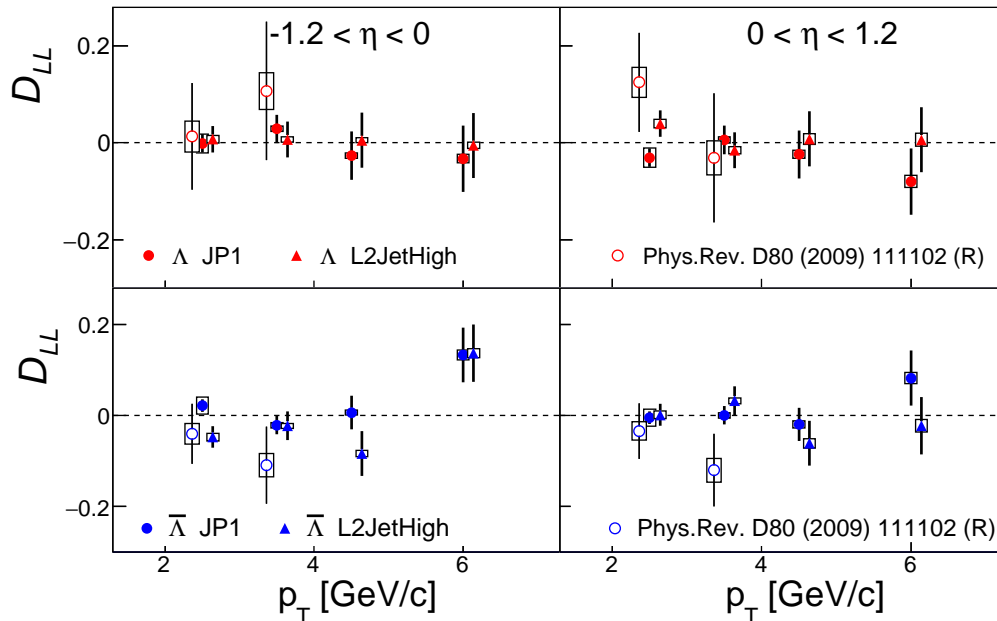 -1.2 < η < 0
0 < η < 1.2
D_LL
0.2
0
−0.2
Λ JP1
Λ L2JetHigh
Phys.Rev. D80 (2009) 111102 (R)
D_LL
0.2
0
−0.2
Λ̅ JP1
Λ̅ L2JetHigh
Phys.Rev. D80 (2009) 111102 (R)
2 4 6
2 4 6
p_T [GeV/c]
p_T [GeV/c]